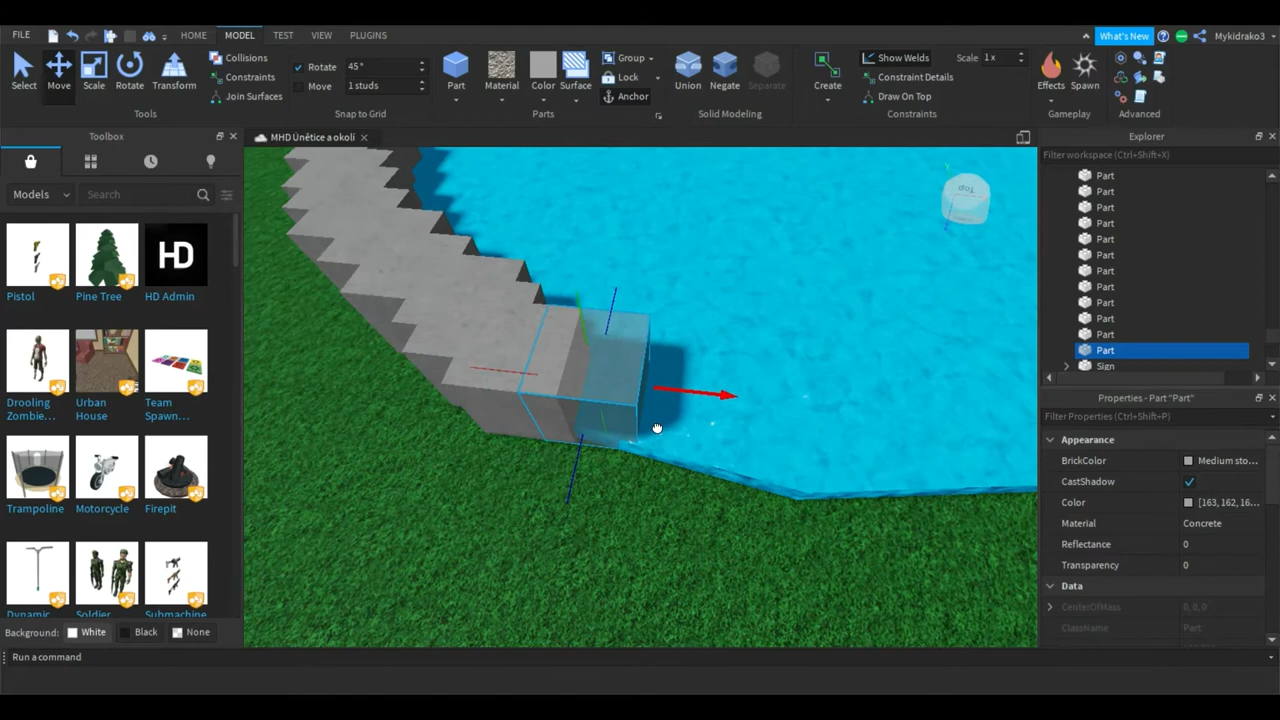 FILE HOME MODEL TEST VIEW PLUGINS What's New Mykidrako3
Select Move Scale Rotate Transform
Collisions
Constraints
Join Surfaces
Tools
Rotate 45°
Move 1 studs
Snap to Grid
Part Material Color Surface
Group
Lock
Anchor
Parts
Union Negate Separate
Solid Modeling
Create
Show Welds Scale 1x
Constraint Details
Draw On Top
Constraints
Effects Spawn
Gameplay
Advanced
Toolbox
MHD Únětice a okolí
Models Search
Pistol Pine Tree HD Admin
HD
Drooling Zombie...
Urban House
Team Spawn...
Trampoline Motorcycle Firepit
Dynamic Soldier Submachine
Background: White Black None
Run a command
Top
Y
Z
Explorer
Filter workspace (Ctrl+Shift+X)
Part
Part
Part
Part
Part
Part
Part
Part
Part
Part
Part
Part
Sign
Properties - Part "Part"
Filter Properties (Ctrl+Shift+P)
Appearance
BrickColor Medium sto...
CastShadow
Color [163, 162, 16...
Material Concrete
Reflectance 0
Transparency 0
Data
CenterOfMass 0, 0, 0
ClassName Part